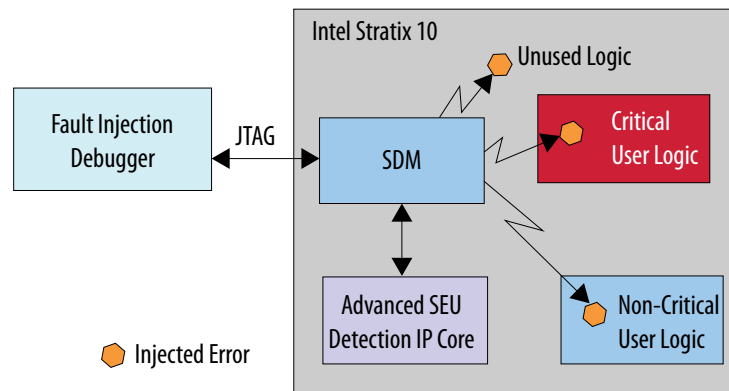 Intel Stratix 10
Unused Logic
Fault Injection
Debugger
JTAG
SDM
Critical
User Logic
Advanced SEU
Detection IP Core
Non-Critical
User Logic
Injected Error